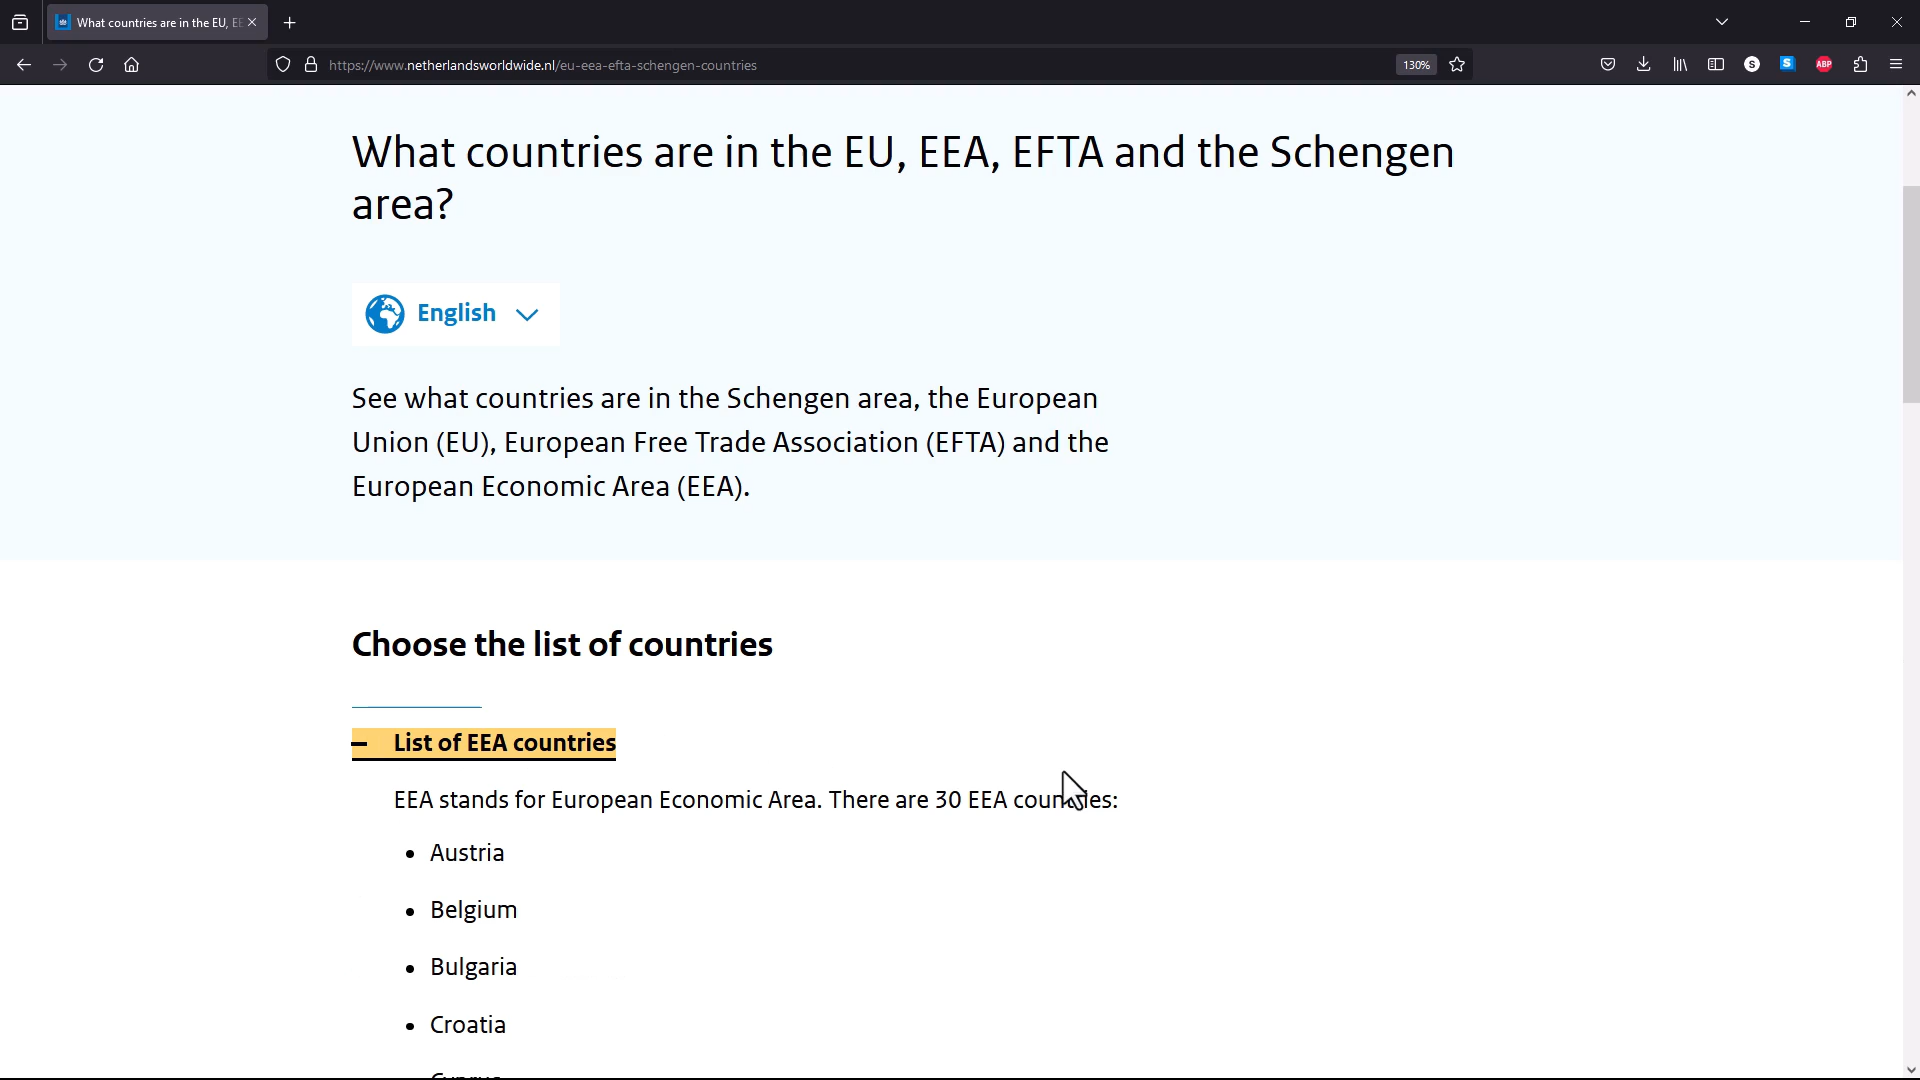 What countries are in the EU, EE
https://www.netherlandsworldwide.nl/eu-eea-efta-schengen-countries
130%
S
S
ABP
What countries are in the EU, EEA, EFTA and the Schengen
area?
English
See what countries are in the Schengen area, the European
Union (EU), European Free Trade Association (EFTA) and the
European Economic Area (EEA).
Choose the list of countries
List of EEA countries
EEA stands for European Economic Area. There are 30 EEA countries:
Austria
Belgium
Bulgaria
Croatia
Cyprus